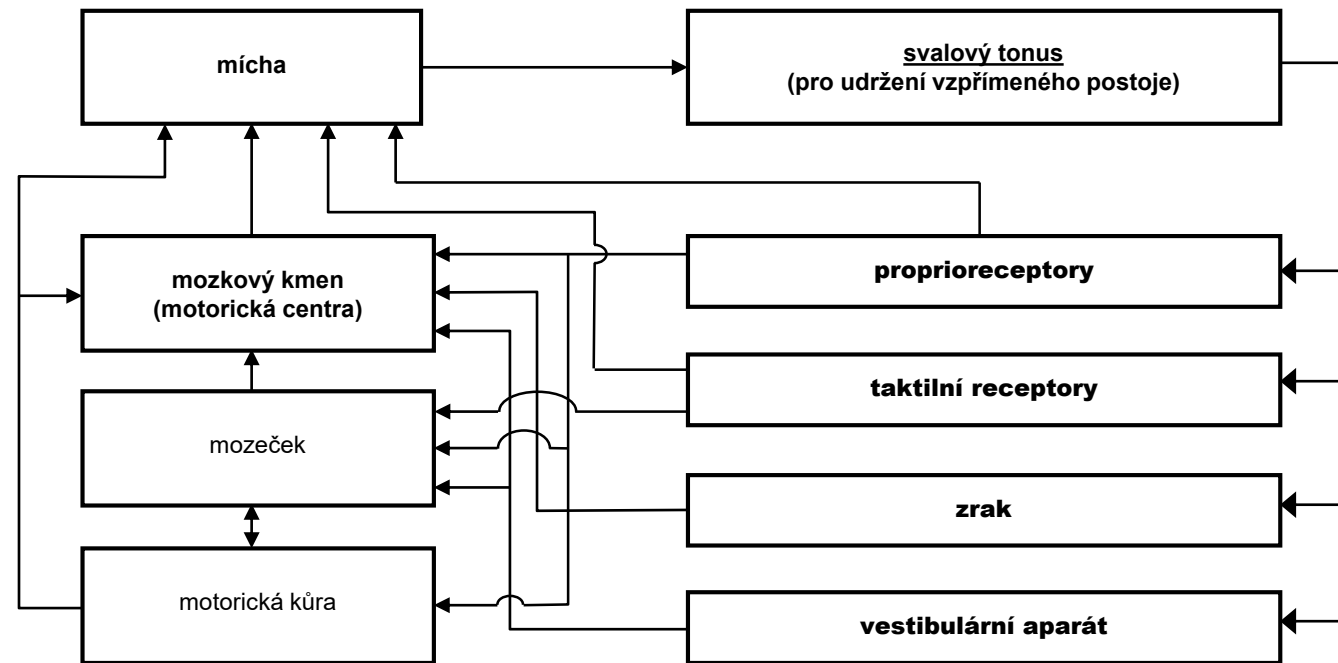 mícha
svalový tonus
(pro udržení vzpřímeného postoje)
mozkový kmen
(motorická centra)
proprioreceptory
taktilní receptory
mozeček
zrak
motorická kůra
vestibulární aparát